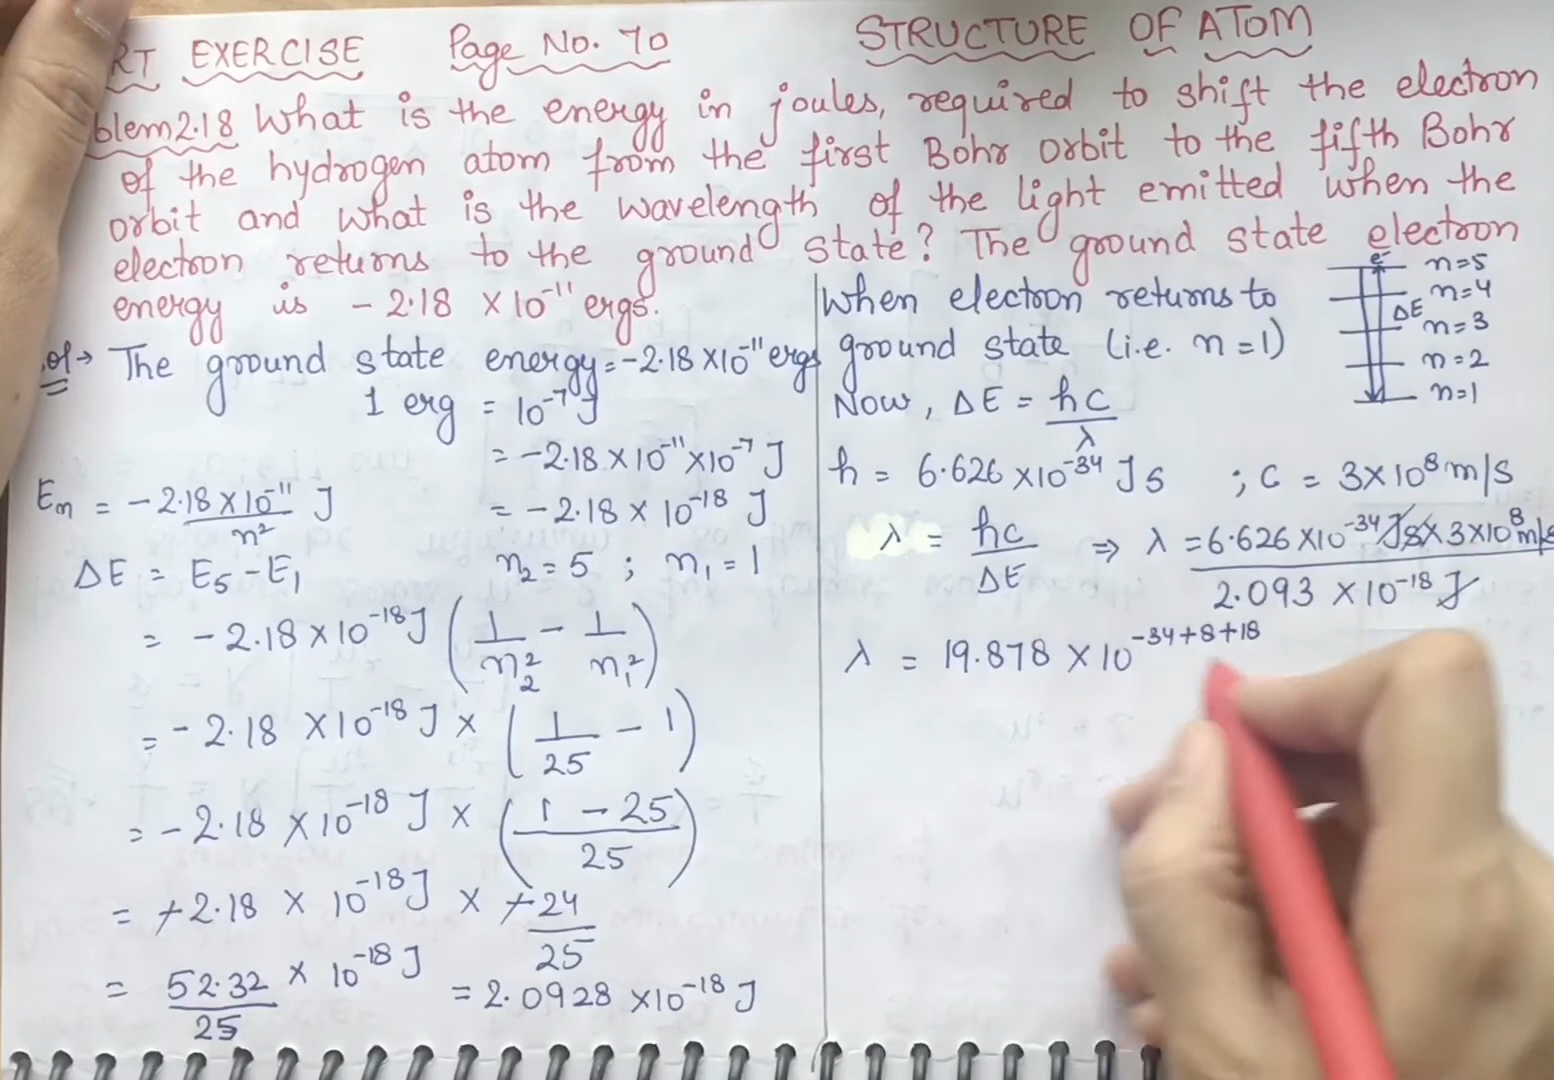 RT EXERCISE Page No. 70 STRUCTURE OF ATOM
blem 2.18 What is the energy in joules, required to shift the electron
of the hydrogen atom from the first Bohr orbit to the fifth Bohr
orbit and what is the wavelength of the light emitted when the
electron returns to the ground state? The ground state electron
energy is -2.18 × 10⁻¹¹ ergs.
ol → The ground state energy = -2.18 × 10⁻¹¹ ergs
1 erg = 10⁻⁷ J
= -2.18 × 10⁻¹¹ × 10⁻⁷ J
Eₙ = -2.18 × 10⁻¹¹ / n² J
= -2.18 × 10⁻¹⁸ J
ΔE = E₅ - E₁
n₂ = 5 ; n₁ = 1
= -2.18 × 10⁻¹⁸ J (1/n₂² - 1/n₁²)
= -2.18 × 10⁻¹⁸ J × (1/25 - 1)
= -2.18 × 10⁻¹⁸ J × (1 - 25 / 25)
= +2.18 × 10⁻¹⁸ J × +24/25
= 52.32/25 × 10⁻¹⁸ J = 2.0928 × 10⁻¹⁸ J
When electron returns to
ground state (i.e. n = 1)
Now, ΔE = hc/λ
h = 6.626 × 10⁻³⁴ J s ; c = 3 × 10⁸ m/s
λ = hc/ΔE ⇒ λ = 6.626 × 10⁻³⁴ Js × 3 × 10⁸ m/s
2.093 × 10⁻¹⁸ J
λ = 19.878 × 10⁻³⁴⁺⁸⁺¹⁸
e⁻ n=5
n=4
ΔE n=3
n=2
n=1